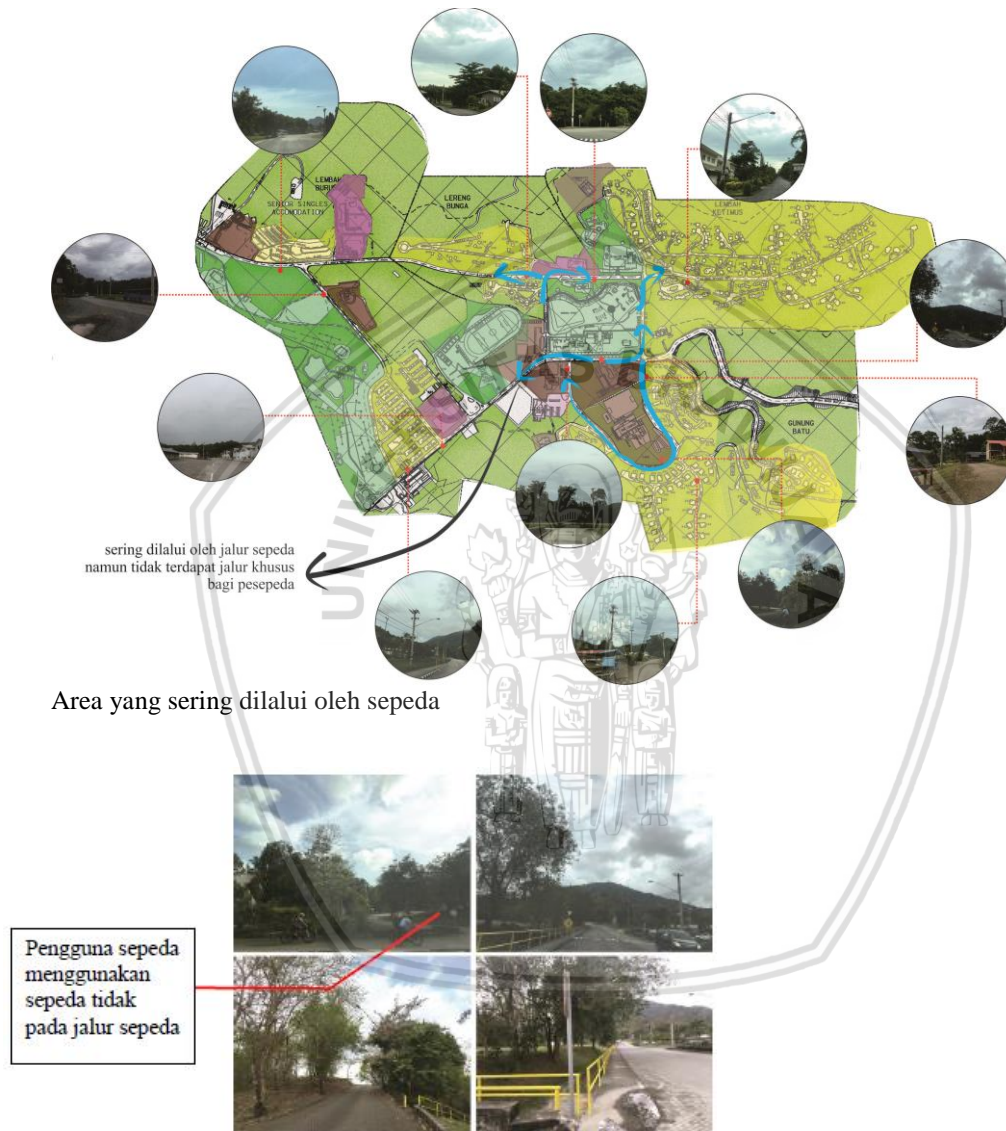 LEMBAH
SENIOR SINGLES
ACCOMODATION
LERENG
BUNGA
LEMBAH
KETIMUS
GUNUNG
BATU
sering dilalui oleh jalur sepeda
namun tidak terdapat jalur khusus
bagi pesepeda
Area yang sering dilalui oleh sepeda
Pengguna sepeda
menggunakan
sepeda tidak
pada jalur sepeda